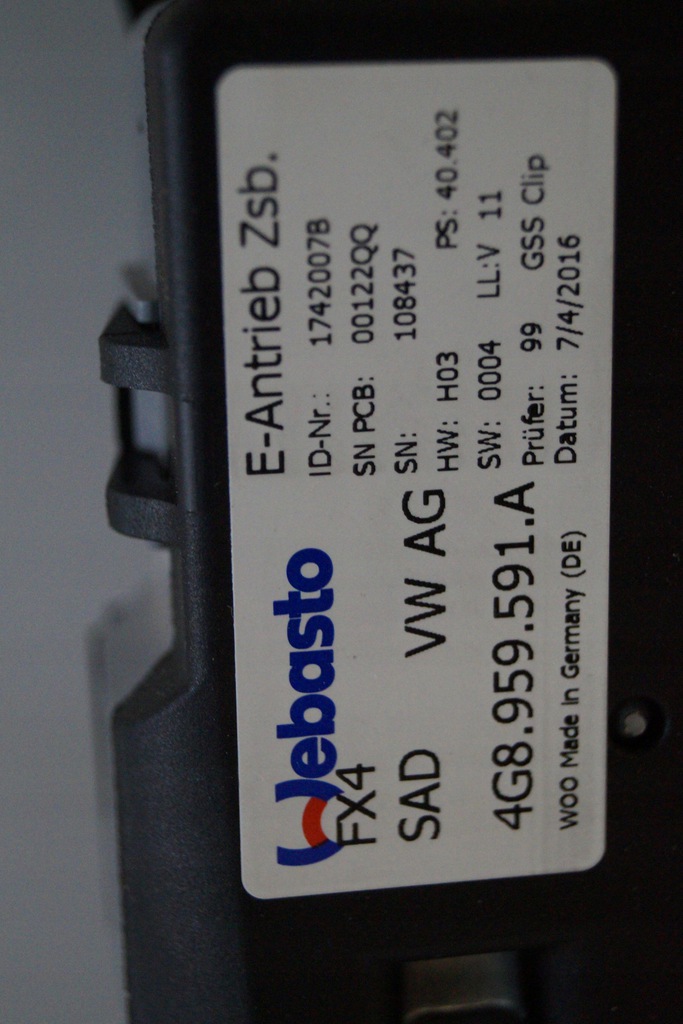 Webasto
FX4
SAD VW AG
4G8.959.591.A
WOO Made In Germany (DE)
E-Antrieb Zsb.
ID-Nr.: 1742007B
SN PCB: 00122QQ
SN: 108437
HW: H03 PS: 40.402
SW: 0004 LL:V 11
Prüfer: 99 GSS Clip
Datum: 7/4/2016